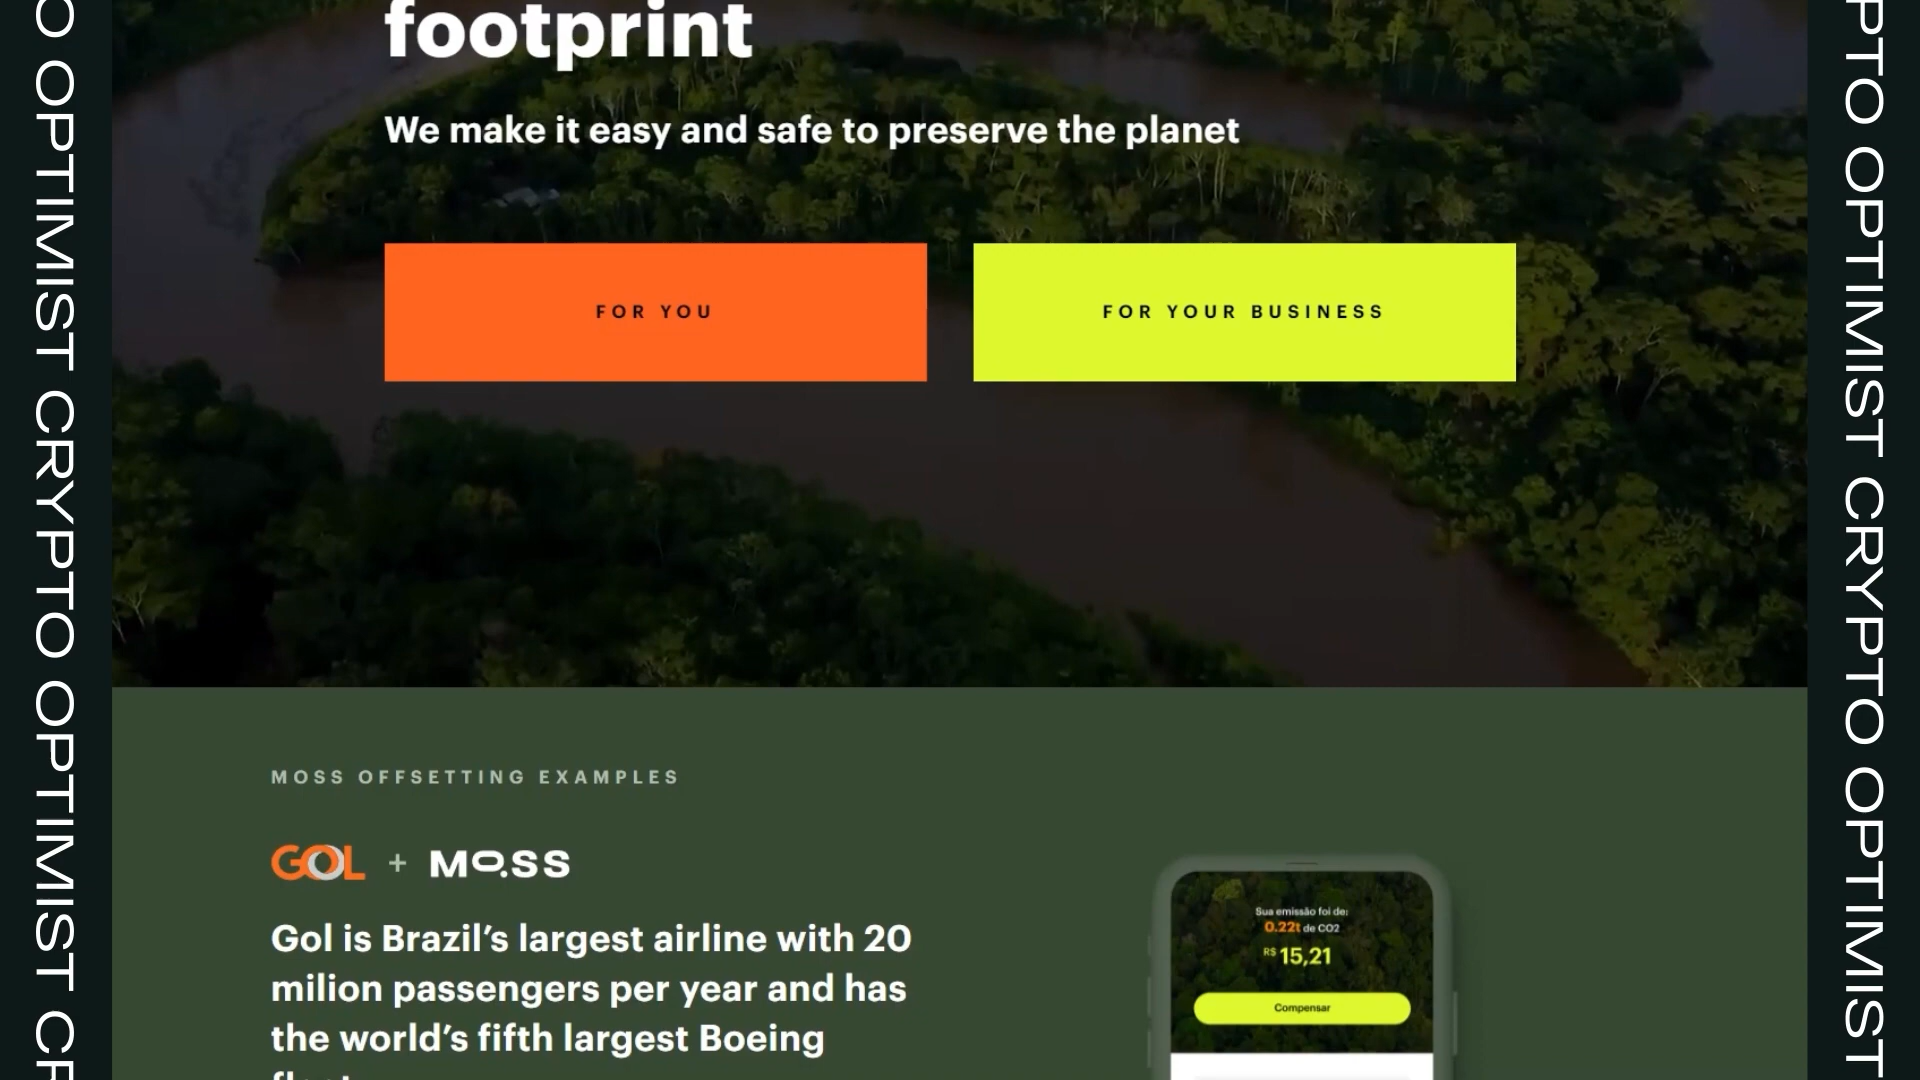 footprint
We make it easy and safe to preserve the planet
FOR YOU
FOR YOUR BUSINESS
MOSS OFFSETTING EXAMPLES
GOL + MOSS
Gol is Brazil’s largest airline with 20
milion passengers per year and has
the world’s fifth largest Boeing
Sua emissão foi de:
0.22t de CO2
R$ 15,21
Compensar
OPTIMIST CRYPTO OPTIMIST
OPTIMIST CRYPTO OPTIMIST